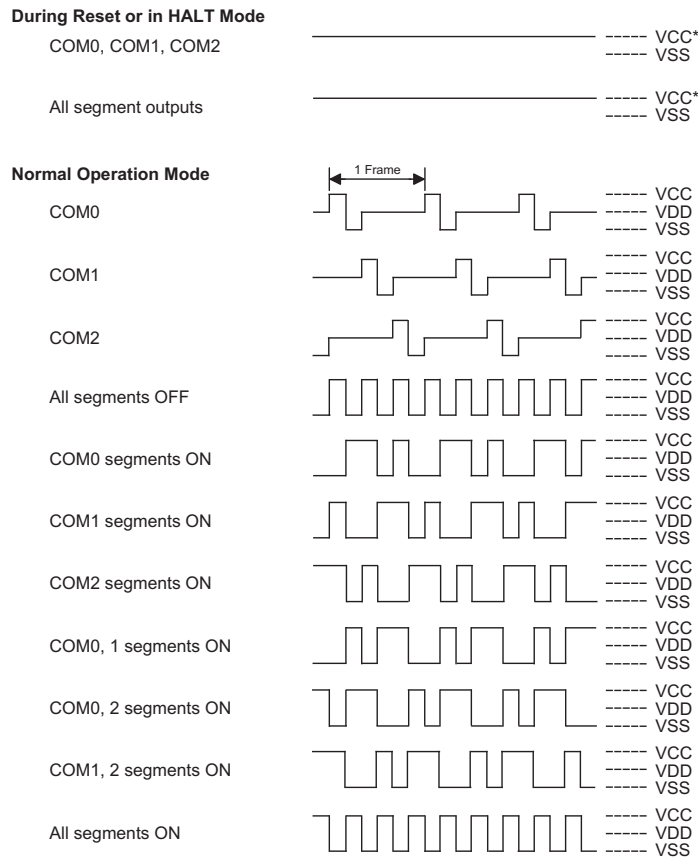 During Reset or in HALT Mode
COM0, COM1, COM2
VCC*
VSS
All segment outputs
VCC*
VSS
Normal Operation Mode
1 Frame
COM0
VCC
VDD
VSS
COM1
VCC
VDD
VSS
COM2
VCC
VDD
VSS
All segments OFF
VCC
VDD
VSS
COM0 segments ON
VCC
VDD
VSS
COM1 segments ON
VCC
VDD
VSS
COM2 segments ON
VCC
VDD
VSS
COM0, 1 segments ON
VCC
VDD
VSS
COM0, 2 segments ON
VCC
VDD
VSS
COM1, 2 segments ON
VCC
VDD
VSS
All segments ON
VCC
VDD
VSS